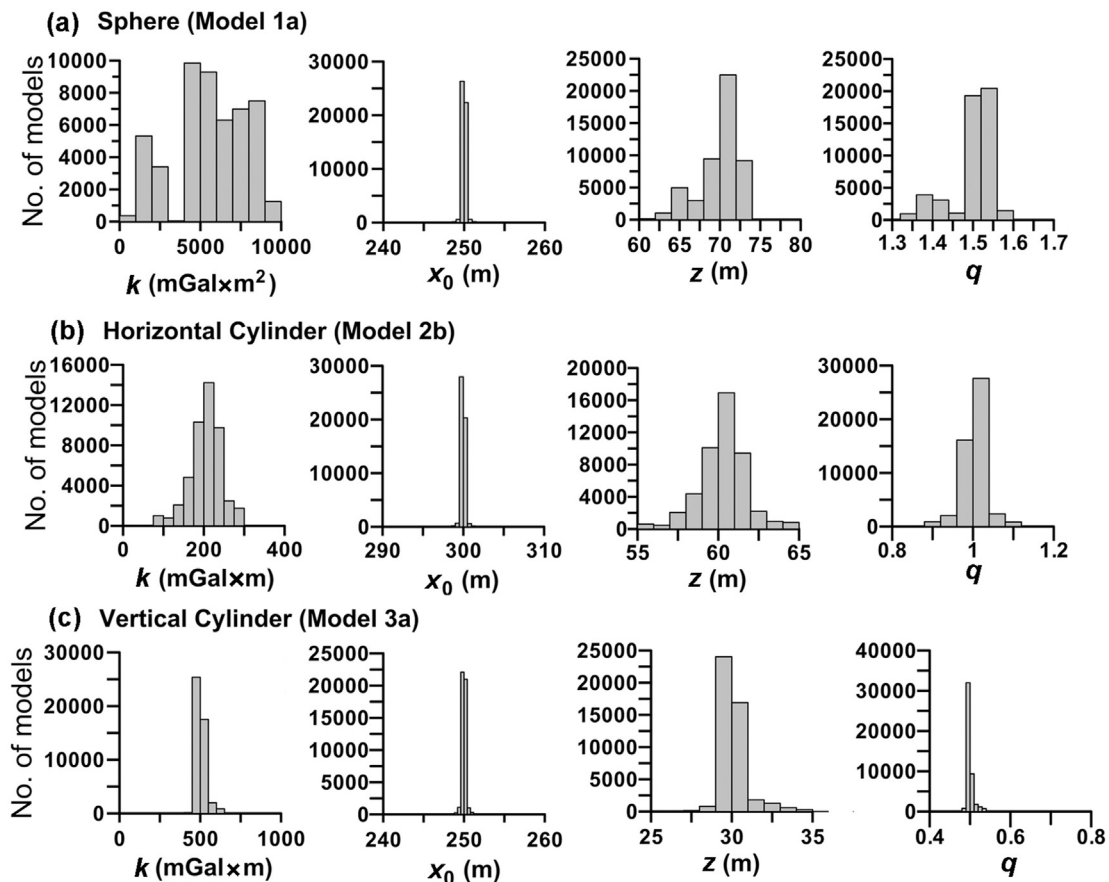 (a) Sphere (Model 1a)
No. of models
10000
8000
6000
4000
2000
0
0 5000 10000
k (mGal×m²)
30000
20000
10000
0
240 250 260
x₀ (m)
25000
20000
15000
10000
5000
0
60 65 70 75 80
z (m)
25000
20000
15000
10000
5000
0
1.3 1.4 1.5 1.6 1.7
q
(b) Horizontal Cylinder (Model 2b)
No. of models
16000
12000
8000
4000
0
0 200 400
k (mGal×m)
30000
20000
10000
0
290 300 310
x₀ (m)
20000
16000
12000
8000
4000
0
55 60 65
z (m)
30000
20000
10000
0
0.8 1 1.2
q
(c) Vertical Cylinder (Model 3a)
No. of models
30000
20000
10000
0
0 500 1000
k (mGal×m)
25000
20000
15000
10000
5000
0
240 250 260
x₀ (m)
25000
20000
15000
10000
5000
0
25 30 35
z (m)
40000
30000
20000
10000
0
0.4 0.6 0.8
q